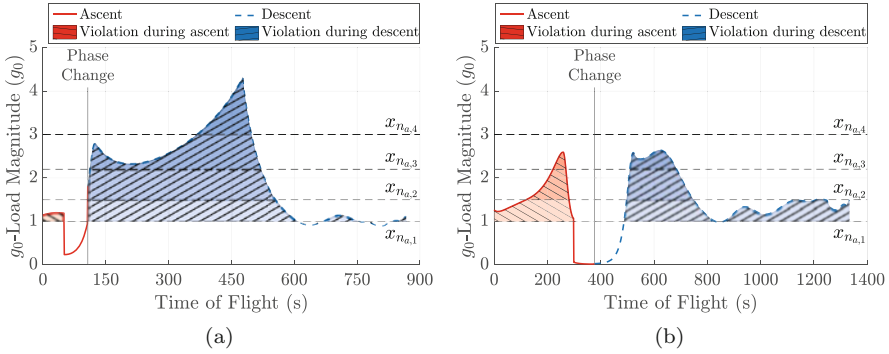 Ascent
Descent
Violation during ascent
Violation during descent
Phase
Change
x_{n_a,4}
x_{n_a,3}
x_{n_a,2}
x_{n_a,1}
g_0-Load Magnitude (g_0)
5
4
3
2
1
0
0 150 300 450 600 750 900
Time of Flight (s)
(a)
Ascent
Descent
Violation during ascent
Violation during descent
Phase
Change
x_{n_a,4}
x_{n_a,3}
x_{n_a,2}
x_{n_a,1}
g_0-Load Magnitude (g_0)
5
4
3
2
1
0
0 200 400 600 800 1000 1200 1400
Time of Flight (s)
(b)